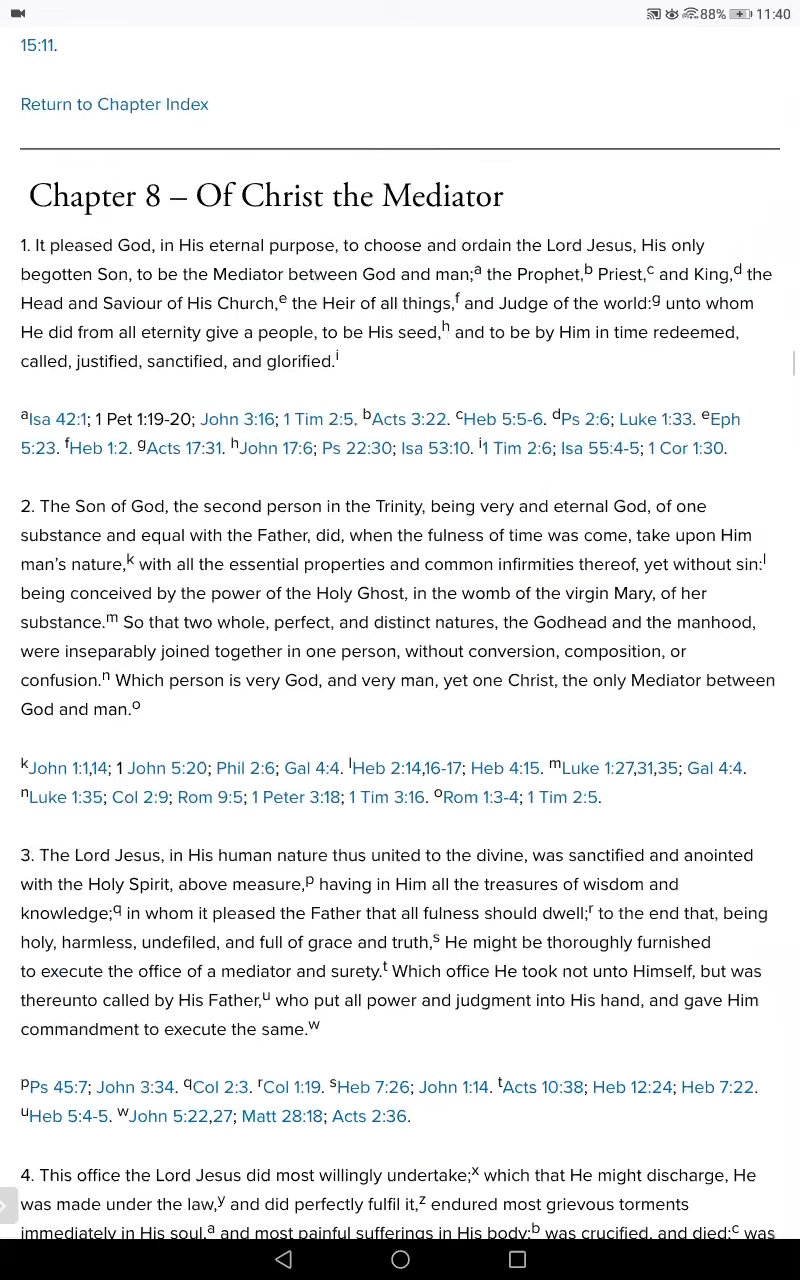 88% 11:40
15:11.
Return to Chapter Index
Chapter 8 – Of Christ the Mediator
1. It pleased God, in His eternal purpose, to choose and ordain the Lord Jesus, His only
begotten Son, to be the Mediator between God and man;a the Prophet,b Priest,c and King,d the
Head and Saviour of His Church,e the Heir of all things,f and Judge of the world:g unto whom
He did from all eternity give a people, to be His seed,h and to be by Him in time redeemed,
called, justified, sanctified, and glorified.i
aIsa 42:1; 1 Pet 1:19-20; John 3:16; 1 Tim 2:5. bActs 3:22. cHeb 5:5-6. dPs 2:6; Luke 1:33. eEph
5:23. fHeb 1:2. gActs 17:31. hJohn 17:6; Ps 22:30; Isa 53:10. i1 Tim 2:6; Isa 55:4-5; 1 Cor 1:30.
2. The Son of God, the second person in the Trinity, being very and eternal God, of one
substance and equal with the Father, did, when the fulness of time was come, take upon Him
man’s nature,k with all the essential properties and common infirmities thereof, yet without sin:l
being conceived by the power of the Holy Ghost, in the womb of the virgin Mary, of her
substance.m So that two whole, perfect, and distinct natures, the Godhead and the manhood,
were inseparably joined together in one person, without conversion, composition, or
confusion.n Which person is very God, and very man, yet one Christ, the only Mediator between
God and man.o
kJohn 1:1,14; 1 John 5:20; Phil 2:6; Gal 4:4. lHeb 2:14,16-17; Heb 4:15. mLuke 1:27,31,35; Gal 4:4.
nLuke 1:35; Col 2:9; Rom 9:5; 1 Peter 3:18; 1 Tim 3:16. oRom 1:3-4; 1 Tim 2:5.
3. The Lord Jesus, in His human nature thus united to the divine, was sanctified and anointed
with the Holy Spirit, above measure,p having in Him all the treasures of wisdom and
knowledge;q in whom it pleased the Father that all fulness should dwell;r to the end that, being
holy, harmless, undefiled, and full of grace and truth,s He might be thoroughly furnished
to execute the office of a mediator and surety.t Which office He took not unto Himself, but was
thereunto called by His Father,u who put all power and judgment into His hand, and gave Him
commandment to execute the same.w
pPs 45:7; John 3:34. qCol 2:3. rCol 1:19. sHeb 7:26; John 1:14. tActs 10:38; Heb 12:24; Heb 7:22.
uHeb 5:4-5. wJohn 5:22,27; Matt 28:18; Acts 2:36.
4. This office the Lord Jesus did most willingly undertake;x which that He might discharge, He
was made under the law,y and did perfectly fulfil it,z endured most grievous torments
immediately in His soul,a and most painful sufferings in His body;b was crucified, and died;c was